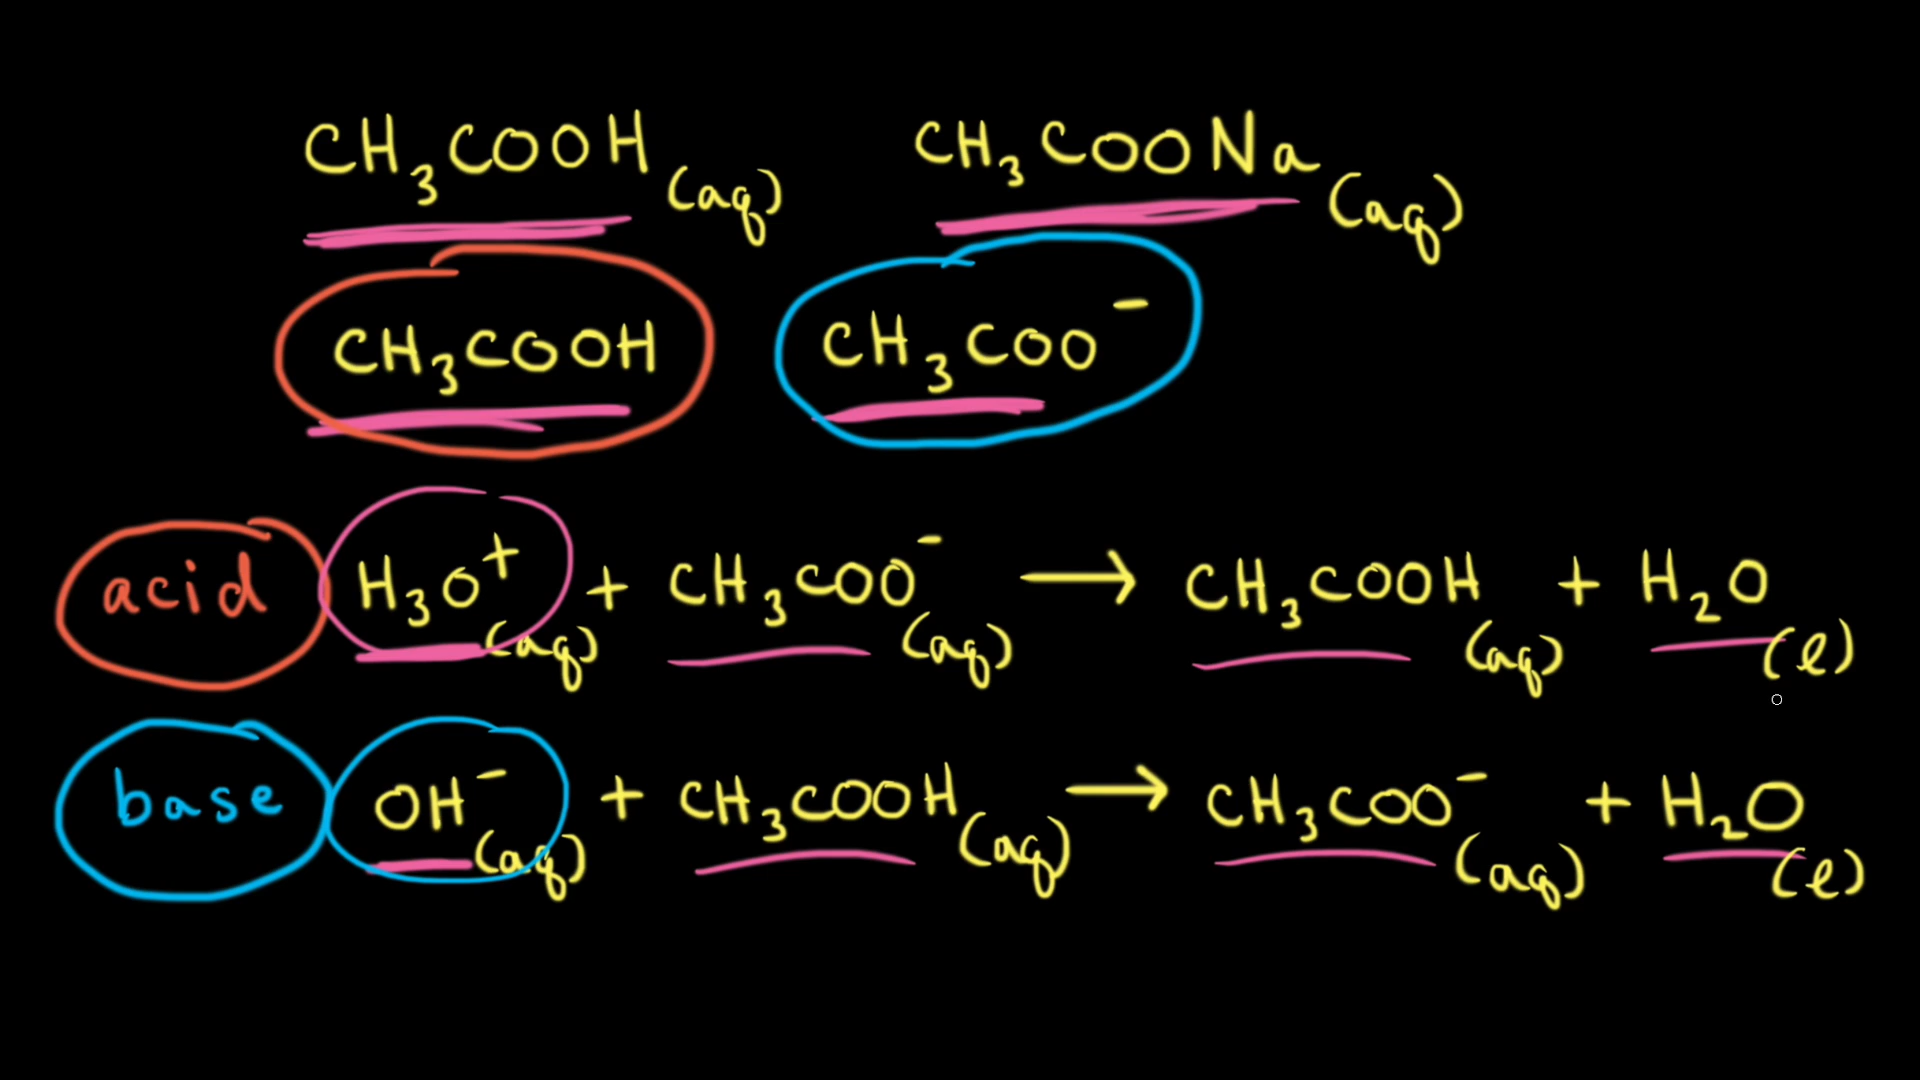 CH₃COOH(aq) CH₃COONa(aq)
CH₃COOH CH₃COO⁻
acid H₃O⁺(aq) + CH₃COO⁻(aq) → CH₃COOH(aq) + H₂O(l)
base OH⁻(aq) + CH₃COOH(aq) → CH₃COO⁻(aq) + H₂O(l)